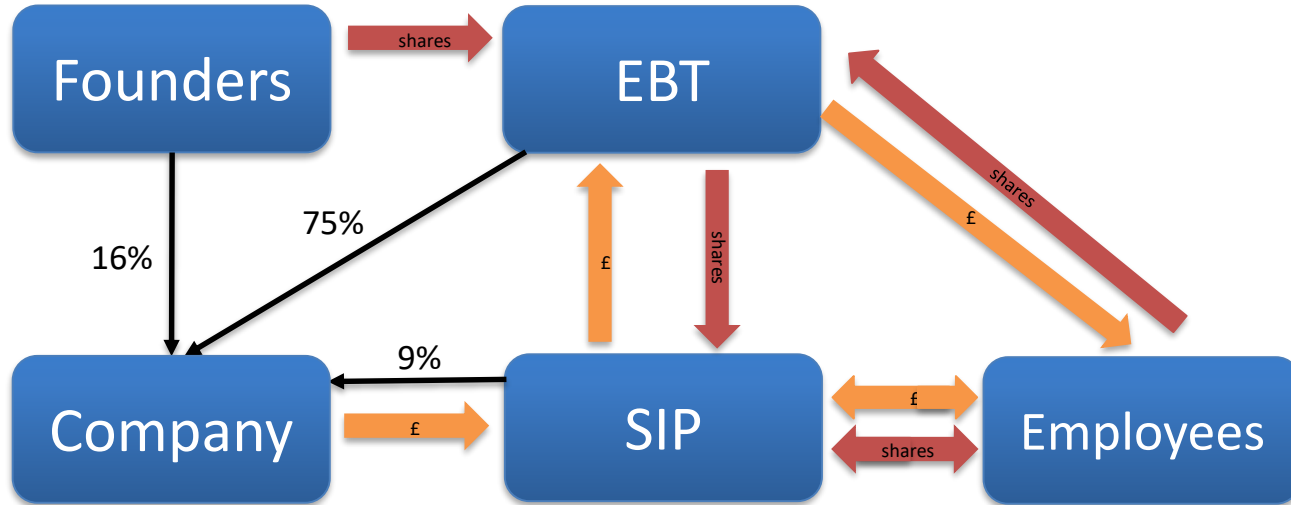 Founders
shares
EBT
16%
75%
£
shares
shares
£
9%
Company
£
SIP
£
shares
Employees